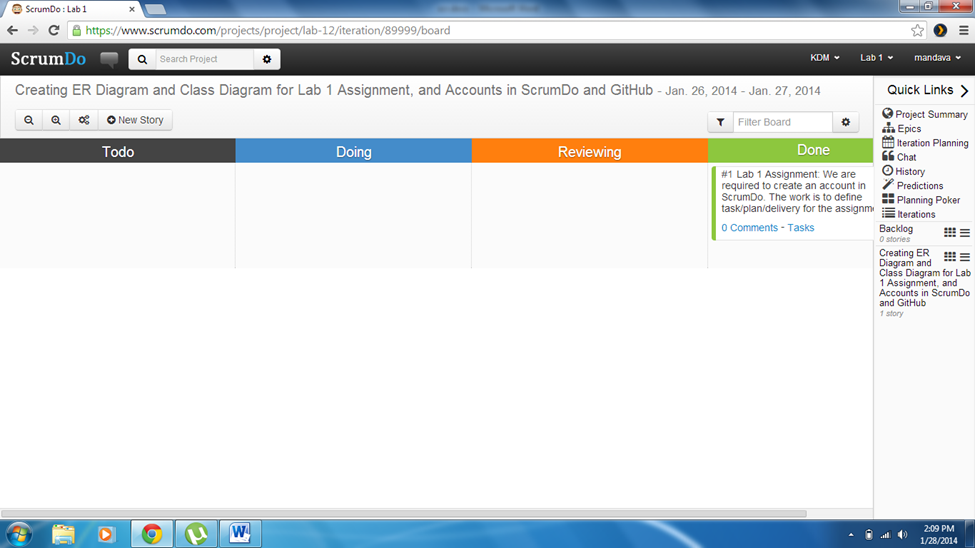 ScrumDo : Lab 1
https://www.scrumdo.com/projects/project/lab-12/iteration/89999/board
ScrumDo
Search Project
KDM
Lab 1
mandava
Creating ER Diagram and Class Diagram for Lab 1 Assignment, and Accounts in ScrumDo and GitHub - Jan. 26, 2014 - Jan. 27, 2014
New Story
Filter Board
Todo
Doing
Reviewing
Done
#1 Lab 1 Assignment: We are
required to create an account in
ScrumDo. The work is to define
task/plan/delivery for the assignme
0 Comments - Tasks
Quick Links
Project Summary
Epics
Iteration Planning
Chat
History
Predictions
Planning Poker
Iterations
Backlog
0 stories
Creating ER
Diagram and
Class Diagram for Lab
1 Assignment, and
Accounts in ScrumDo
and GitHub
1 story
2:09 PM
1/28/2014